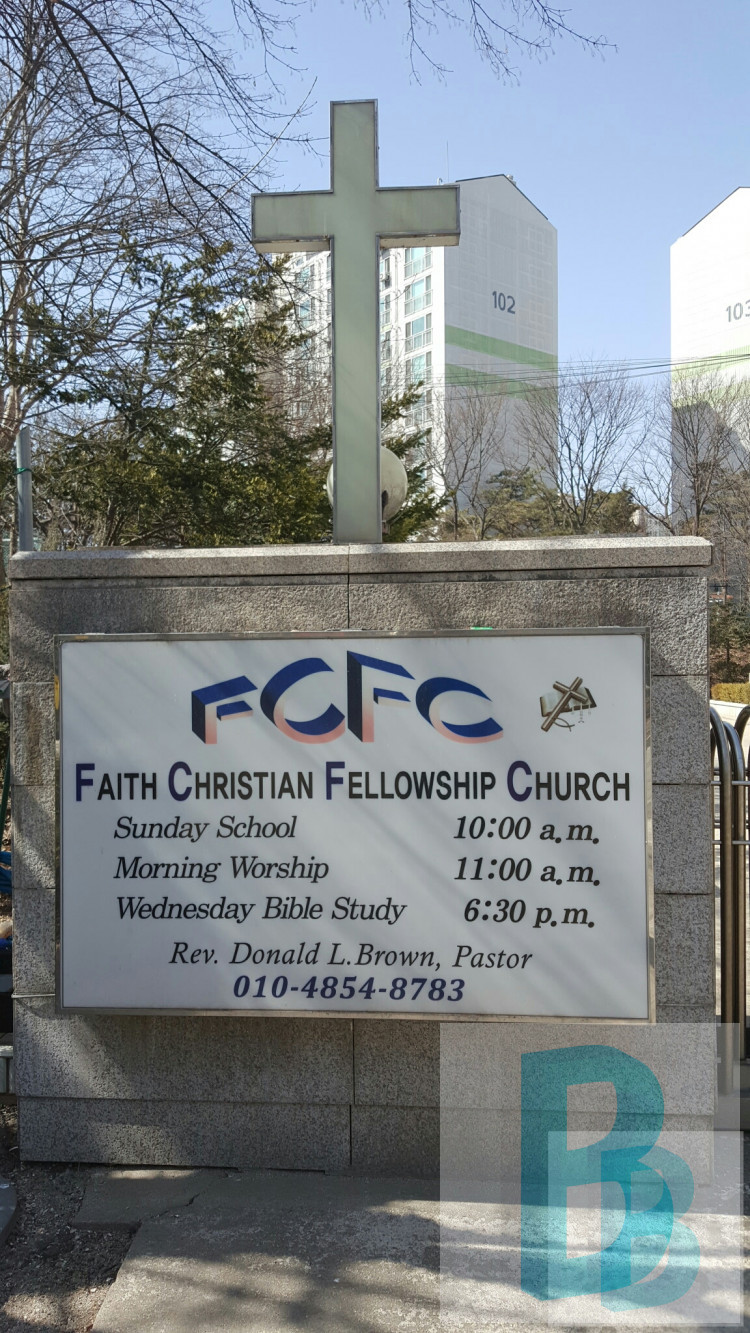 102
103
FCFC
FAITH CHRISTIAN FELLOWSHIP CHURCH
Sunday School 10:00 a.m.
Morning Worship 11:00 a.m.
Wednesday Bible Study 6:30 p.m.
Rev. Donald L.Brown, Pastor
010-4854-8783
BB